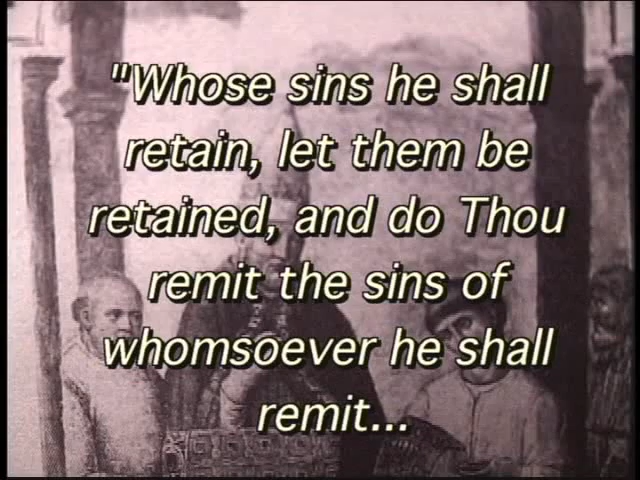 "Whose sins he shall
retain, let them be
retained, and do Thou
remit the sins of
whomsoever he shall
remit...